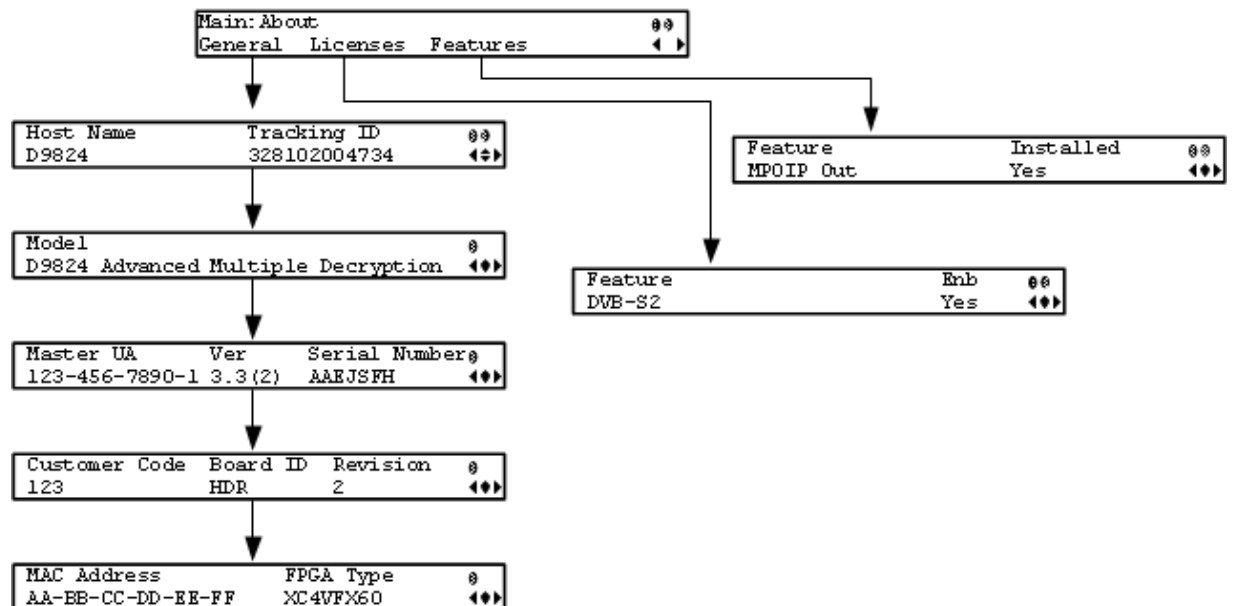 Main:About
General Licenses Features
Host Name Tracking ID
D9824 328102004734
Feature Installed
MPOIP Out Yes
Model
D9824 Advanced Multiple Decryption
Feature Enb
DVB-S2 Yes
Master UA Ver Serial Number
123-456-7890-1 3.3(2) AAEJSFH
Customer Code Board ID Revision
123 HDR 2
MAC Address FPGA Type
AA-BB-CC-DD-EE-FF XC4VFX60